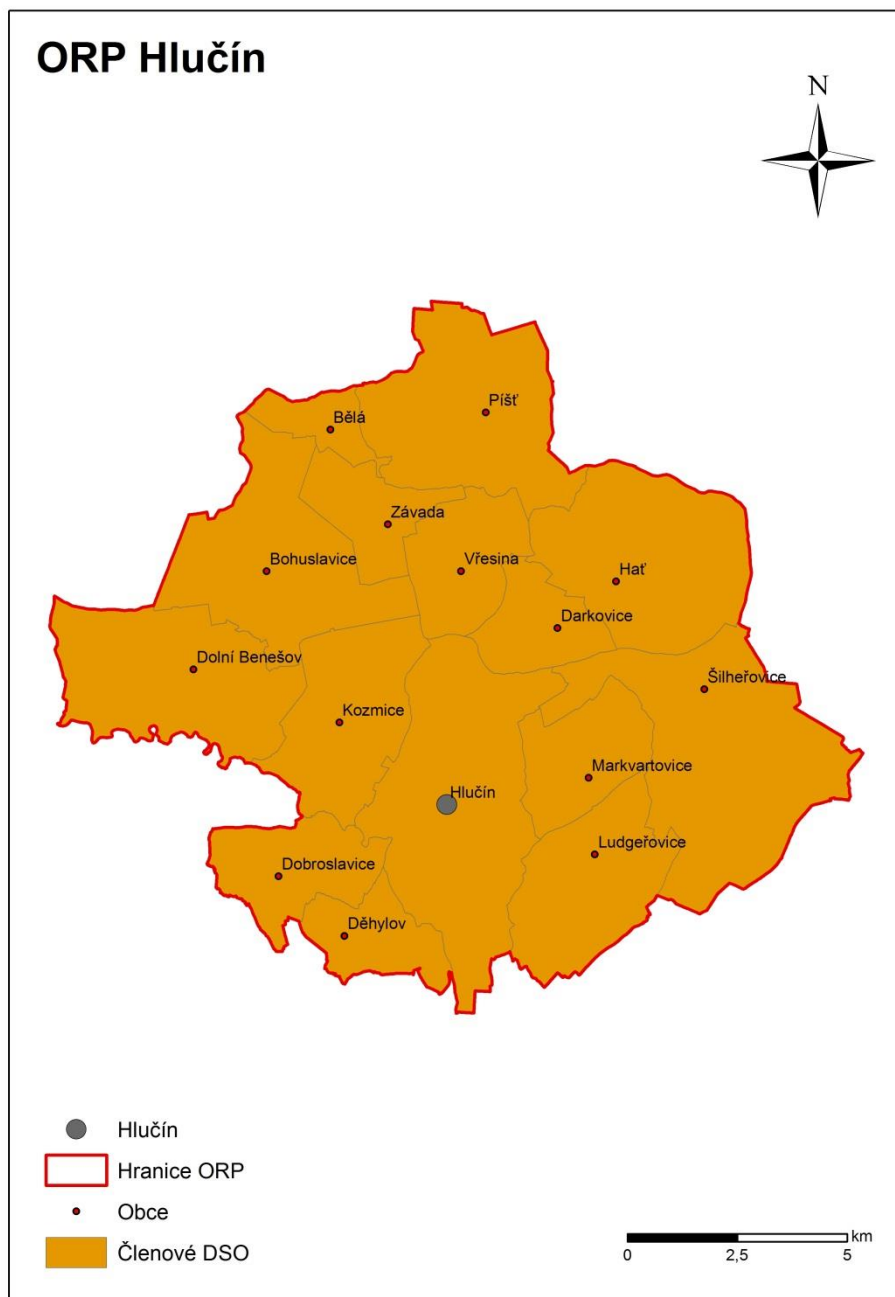 ORP Hlučín
N
Píšť
Bělá
Závada
Bohuslavice
Vřesina
Hať
Darkovice
Dolní Benešov
Šilheřovice
Kozmice
Markvartovice
Hlučín
Ludgeřovice
Dobroslavice
Děhylov
Hlučín
Hranice ORP
Obce
Členové DSO
km
0 2,5 5